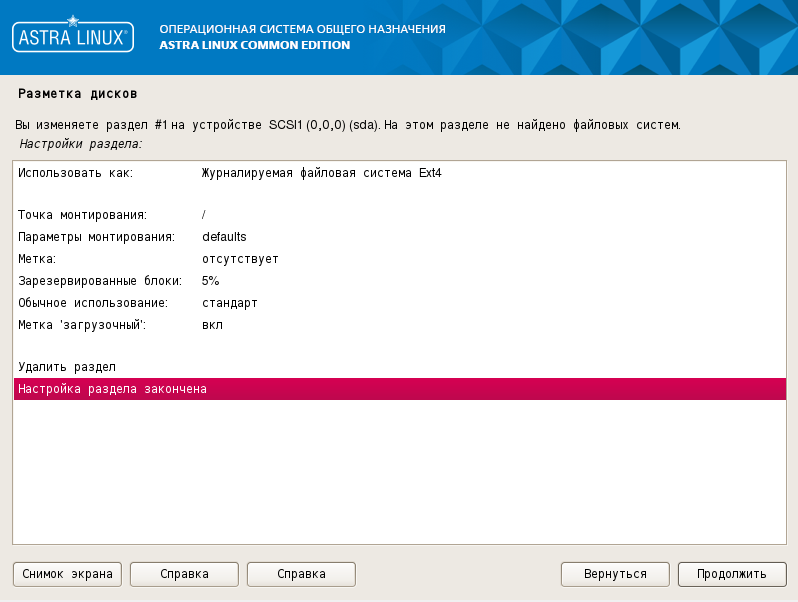 ASTRA LINUX®
ОПЕРАЦИОННАЯ СИСТЕМА ОБЩЕГО НАЗНАЧЕНИЯ
ASTRA LINUX COMMON EDITION
Разметка дисков
Вы изменяете раздел #1 на устройстве SCSI1 (0,0,0) (sda). На этом разделе не найдено файловых систем.
Настройки раздела:
Использовать как: Журналируемая файловая система Ext4
Точка монтирования: /
Параметры монтирования: defaults
Метка: отсутствует
Зарезервированные блоки: 5%
Обычное использование: стандарт
Метка 'загрузочный': вкл
Удалить раздел
Настройка раздела закончена
Снимок экрана Справка Справка Вернуться Продолжить